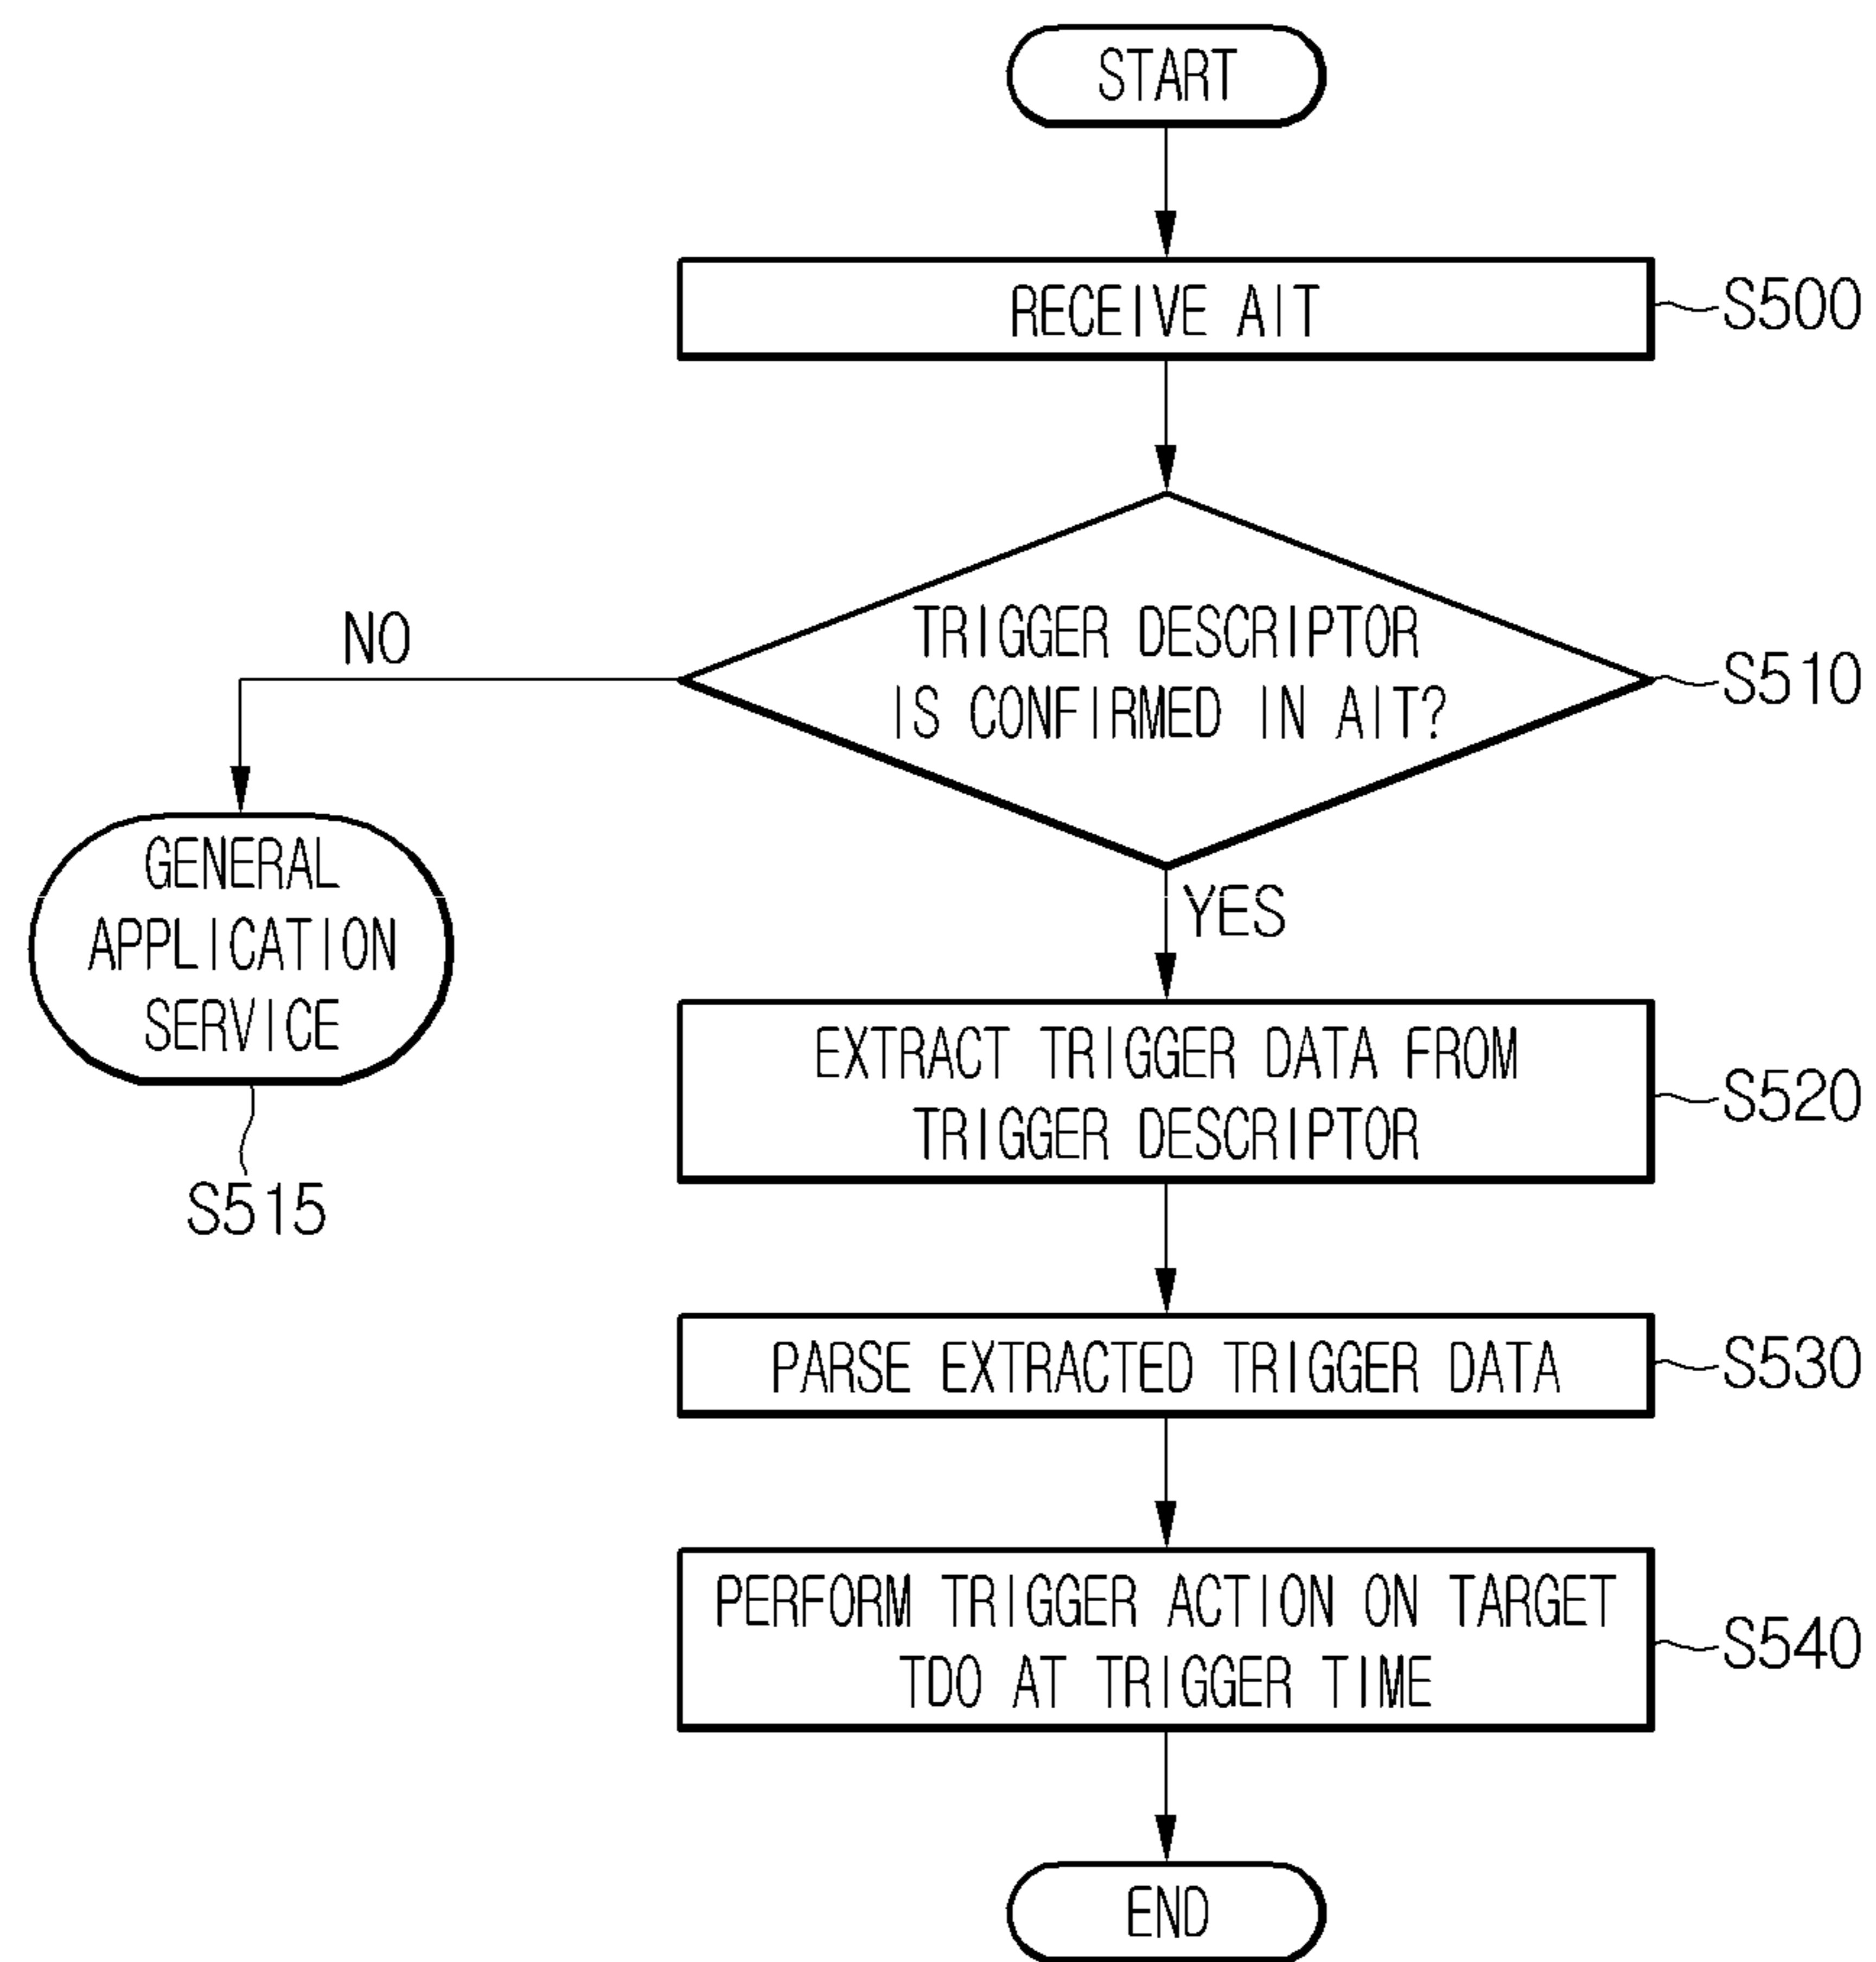 START
RECEIVE AIT
S500
TRIGGER DESCRIPTOR
IS CONFIRMED IN AIT?
S510
NO
GENERAL
APPLICATION
SERVICE
S515
YES
EXTRACT TRIGGER DATA FROM
TRIGGER DESCRIPTOR
S520
PARSE EXTRACTED TRIGGER DATA
S530
PERFORM TRIGGER ACTION ON TARGET
TDO AT TRIGGER TIME
S540
END